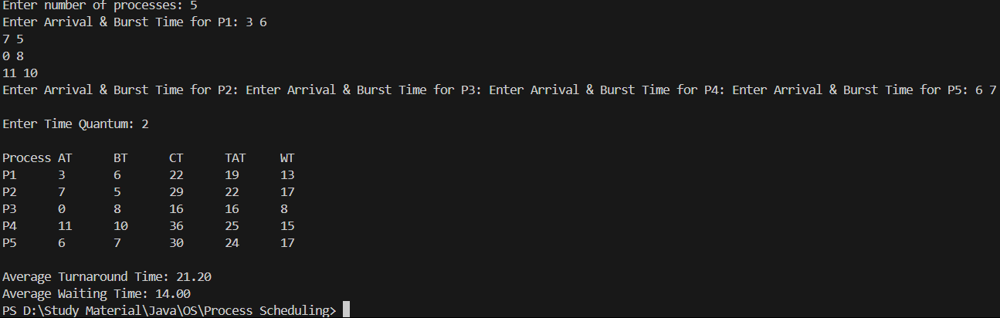 Enter number of processes: 5
Enter Arrival & Burst Time for P1: 3 6
7 5
0 8
11 10
Enter Arrival & Burst Time for P2: Enter Arrival & Burst Time for P3: Enter Arrival & Burst Time for P4: Enter Arrival & Burst Time for P5: 6 7
Enter Time Quantum: 2
Process AT BT CT TAT WT
P1 3 6 22 19 13
P2 7 5 29 22 17
P3 0 8 16 16 8
P4 11 10 36 25 15
P5 6 7 30 24 17
Average Turnaround Time: 21.20
Average Waiting Time: 14.00
PS D:\Study Material\Java\OS\Process Scheduling>